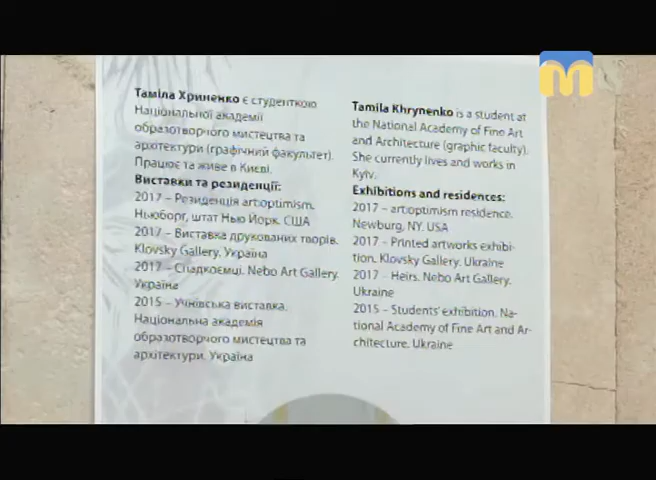 Таміла Хриненко є студенткою
Національної академії
образотворчого мистецтва та
архітектури (графічний факультет).
Працює та живе в Києві.
Виставки та резиденції:
2017 – Резиденція art:optimism.
Ньюборг, штат Нью Йорк. США
2017 – Виставка друкованих творів.
Klovsky Gallery. Україна
2017 – Спадкоємці. Nebo Art Gallery.
Україна
2015 – Учнівська виставка.
Національна академія
образотворчого мистецтва та
архітектури. Україна
Tamila Khrynenko is a student at
the National Academy of Fine Art
and Architecture (graphic faculty).
She currently lives and works in
Kyiv.
Exhibitions and residences:
2017 – art:optimism residence.
Newburg, NY. USA
2017 – Printed artworks exhibi-
tion. Klovsky Gallery. Ukraine
2017 – Heirs. Nebo Art Gallery.
Ukraine
2015 – Students' exhibition. Na-
tional Academy of Fine Art and Ar-
chitecture. Ukraine
m